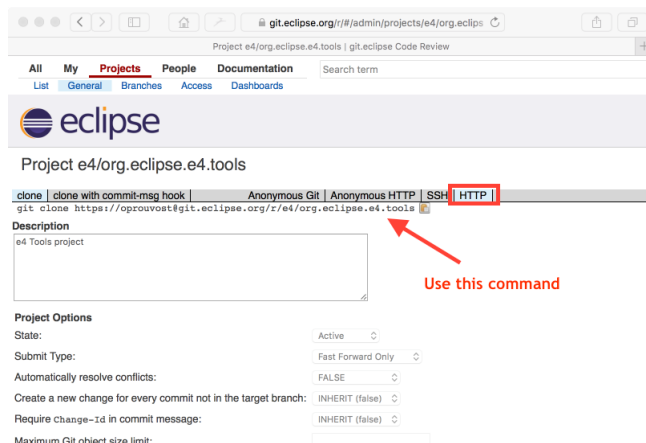 git.eclipse.org/r/#/admin/projects/e4/org.eclips
Project e4/org.eclipse.e4.tools | git.eclipse Code Review
All My Projects People Documentation Search term
List General Branches Access Dashboards
eclipse
Project e4/org.eclipse.e4.tools
clone clone with commit-msg hook Anonymous Git Anonymous HTTP SSH HTTP
git clone https://oprouvost@git.eclipse.org/r/e4/org.eclipse.e4.tools
Description
e4 Tools project
Use this command
Project Options
State: Active
Submit Type: Fast Forward Only
Automatically resolve conflicts: FALSE
Create a new change for every commit not in the target branch: INHERIT (false)
Require Change-Id in commit message: INHERIT (false)
Maximum Git object size limit: